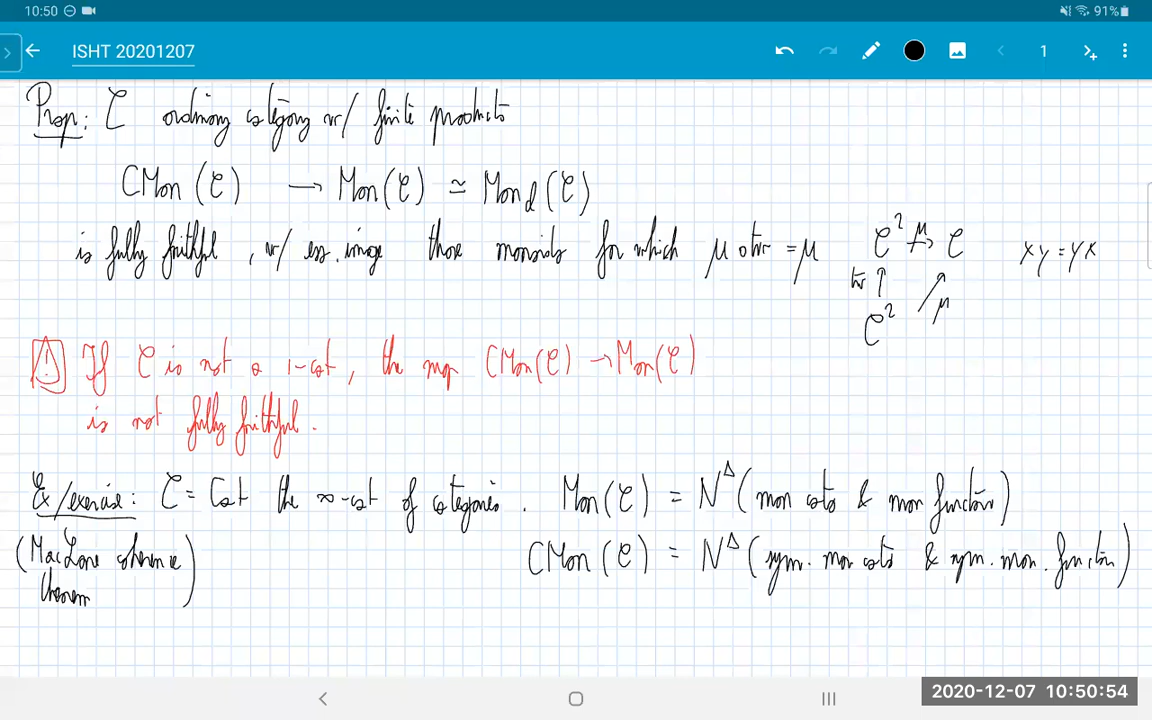 10:50
91%
ISHT 20201207
1
Prop: C ordinary category w/ finite products
CMon(C) → Mon(C) ≃ Mon_d(C)
is fully faithful, w/ ess. image those monoids for which μ∘tw = μ
C² μ→ C
xy = yx
tw ↑ ↗ μ
C²
⚠ If C is not a 1-cat, the map CMon(C) → Mon(C)
is not fully faithful.
Ex/exercise: C = Cat the ∞-cat of categories. Mon(C) = N^Δ(mon cats & mon functors)
(MacLane coherence theorem)
CMon(C) = N^Δ(sym. mon cats & sym. mon. functors)
2020-12-07 10:50:54